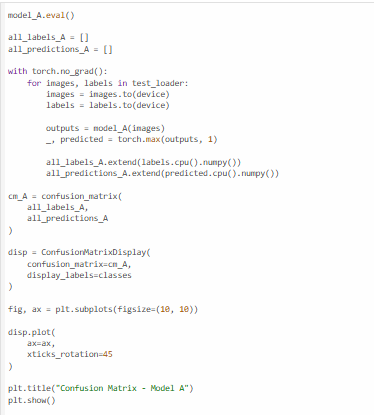 model_A.eval()

all_labels_A = []
all_predictions_A = []

with torch.no_grad():
    for images, labels in test_loader:
        images = images.to(device)
        labels = labels.to(device)

        outputs = model_A(images)
        _, predicted = torch.max(outputs, 1)

        all_labels_A.extend(labels.cpu().numpy())
        all_predictions_A.extend(predicted.cpu().numpy())

cm_A = confusion_matrix(
    all_labels_A,
    all_predictions_A
)

disp = ConfusionMatrixDisplay(
    confusion_matrix=cm_A,
    display_labels=classes
)

fig, ax = plt.subplots(figsize=(10, 10))

disp.plot(
    ax=ax,
    xticks_rotation=45
)

plt.title("Confusion Matrix - Model A")
plt.show()